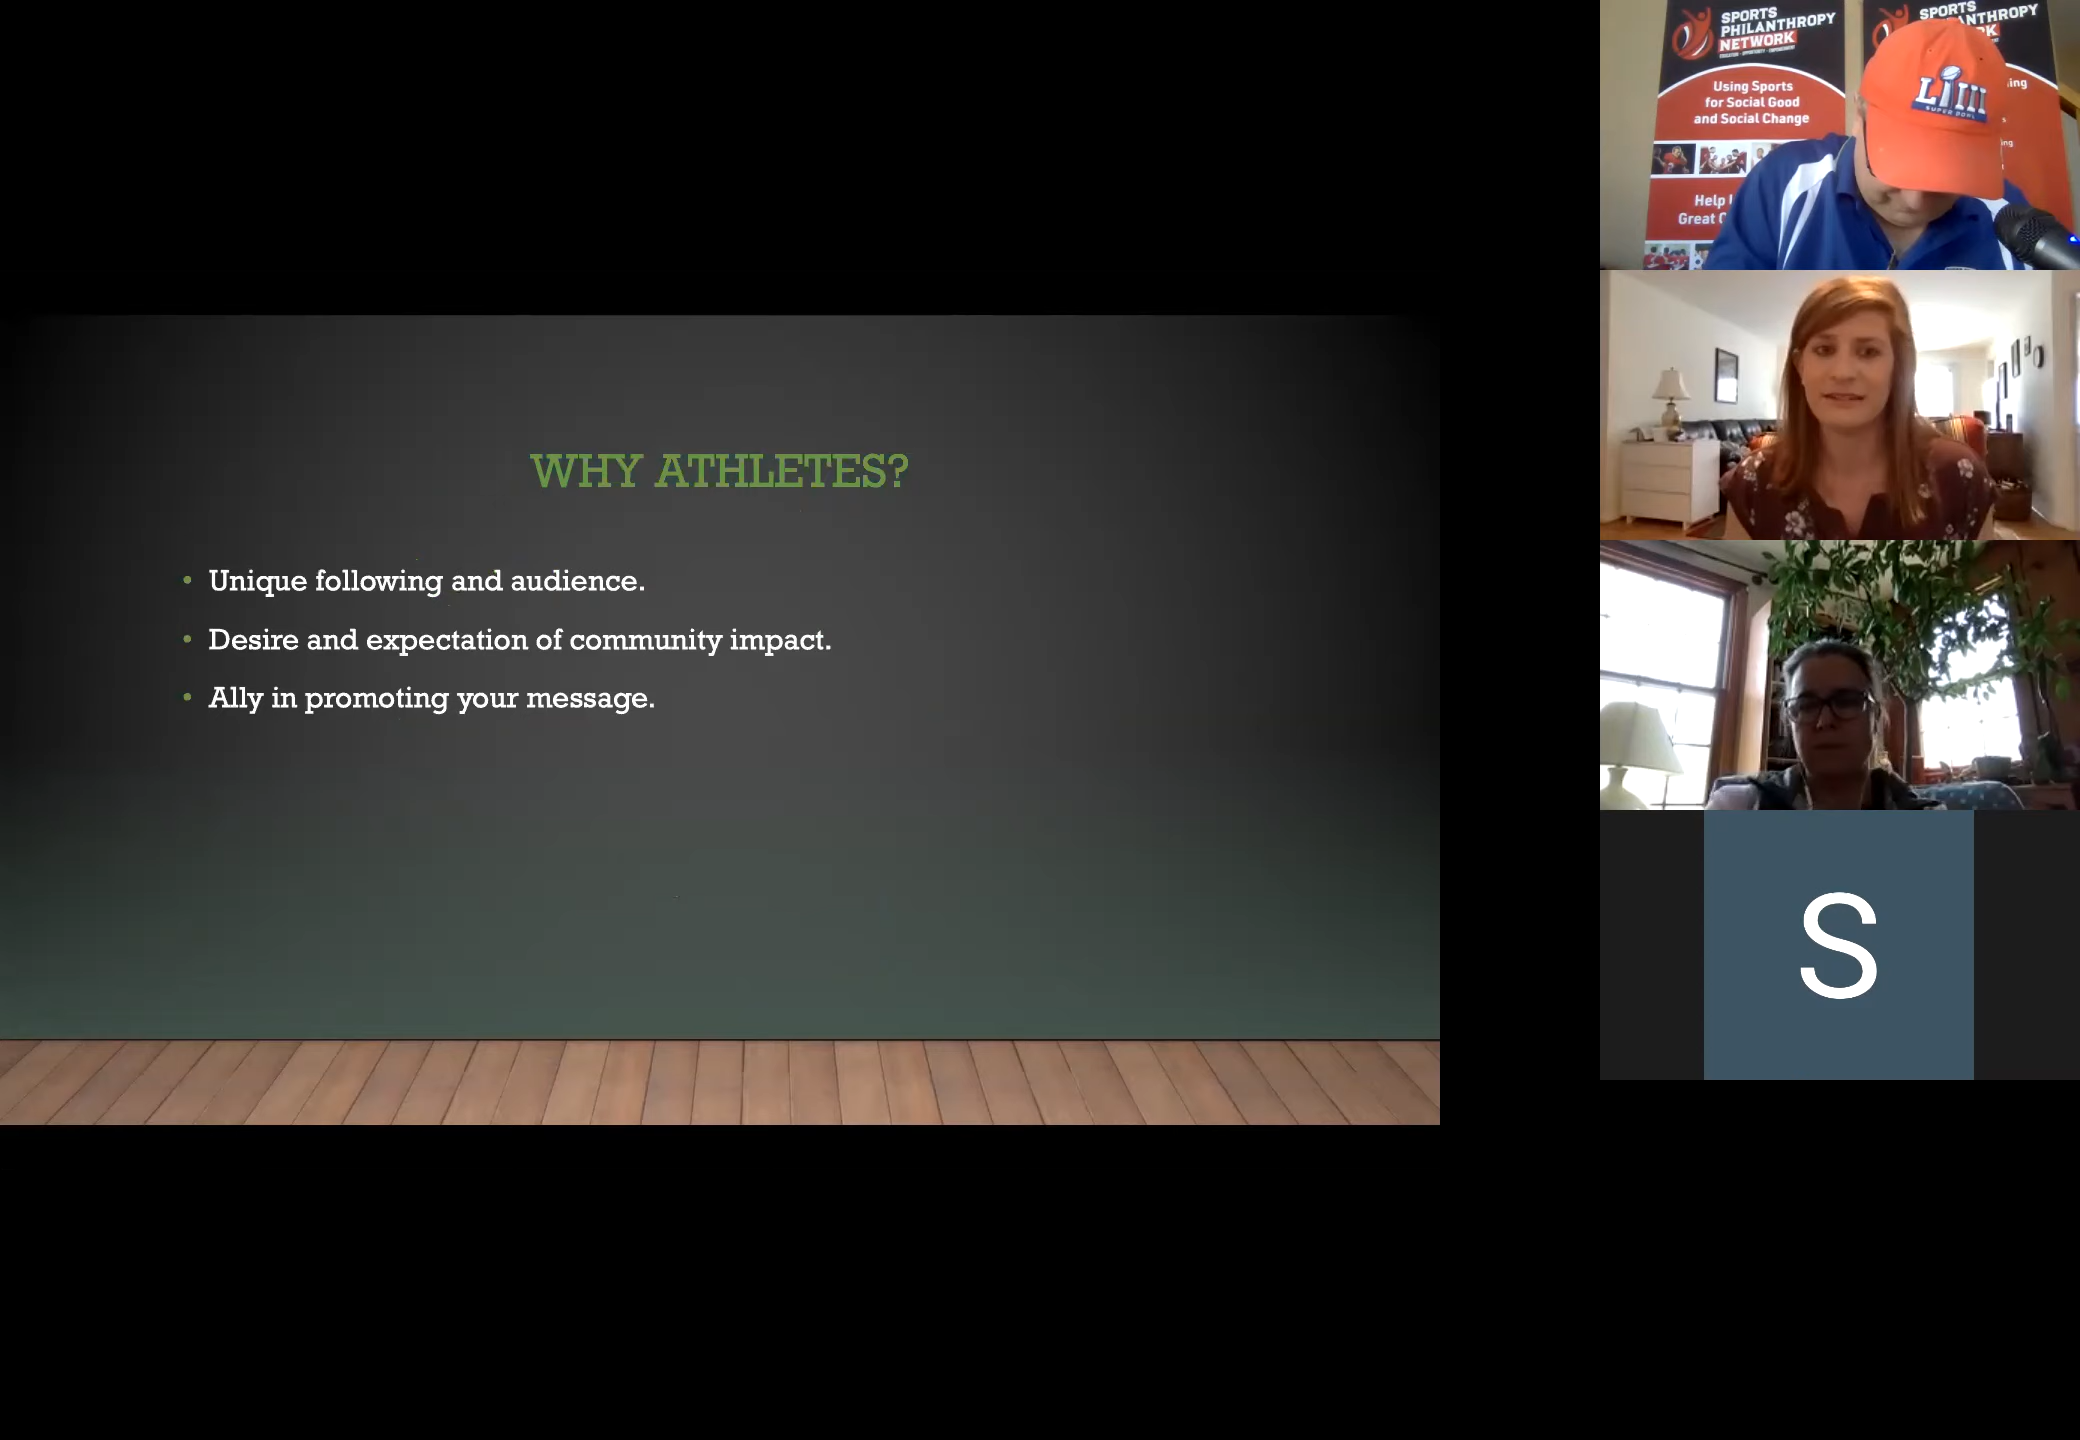 WHY ATHLETES?
• Unique following and audience.
• Desire and expectation of community impact.
• Ally in promoting your message.
SPORTS
PHILANTHROPY
NETWORK
Using Sports
for Social Good
and Social Change
Help
Great
SPORTS
LIII
SUPER BOWL
S